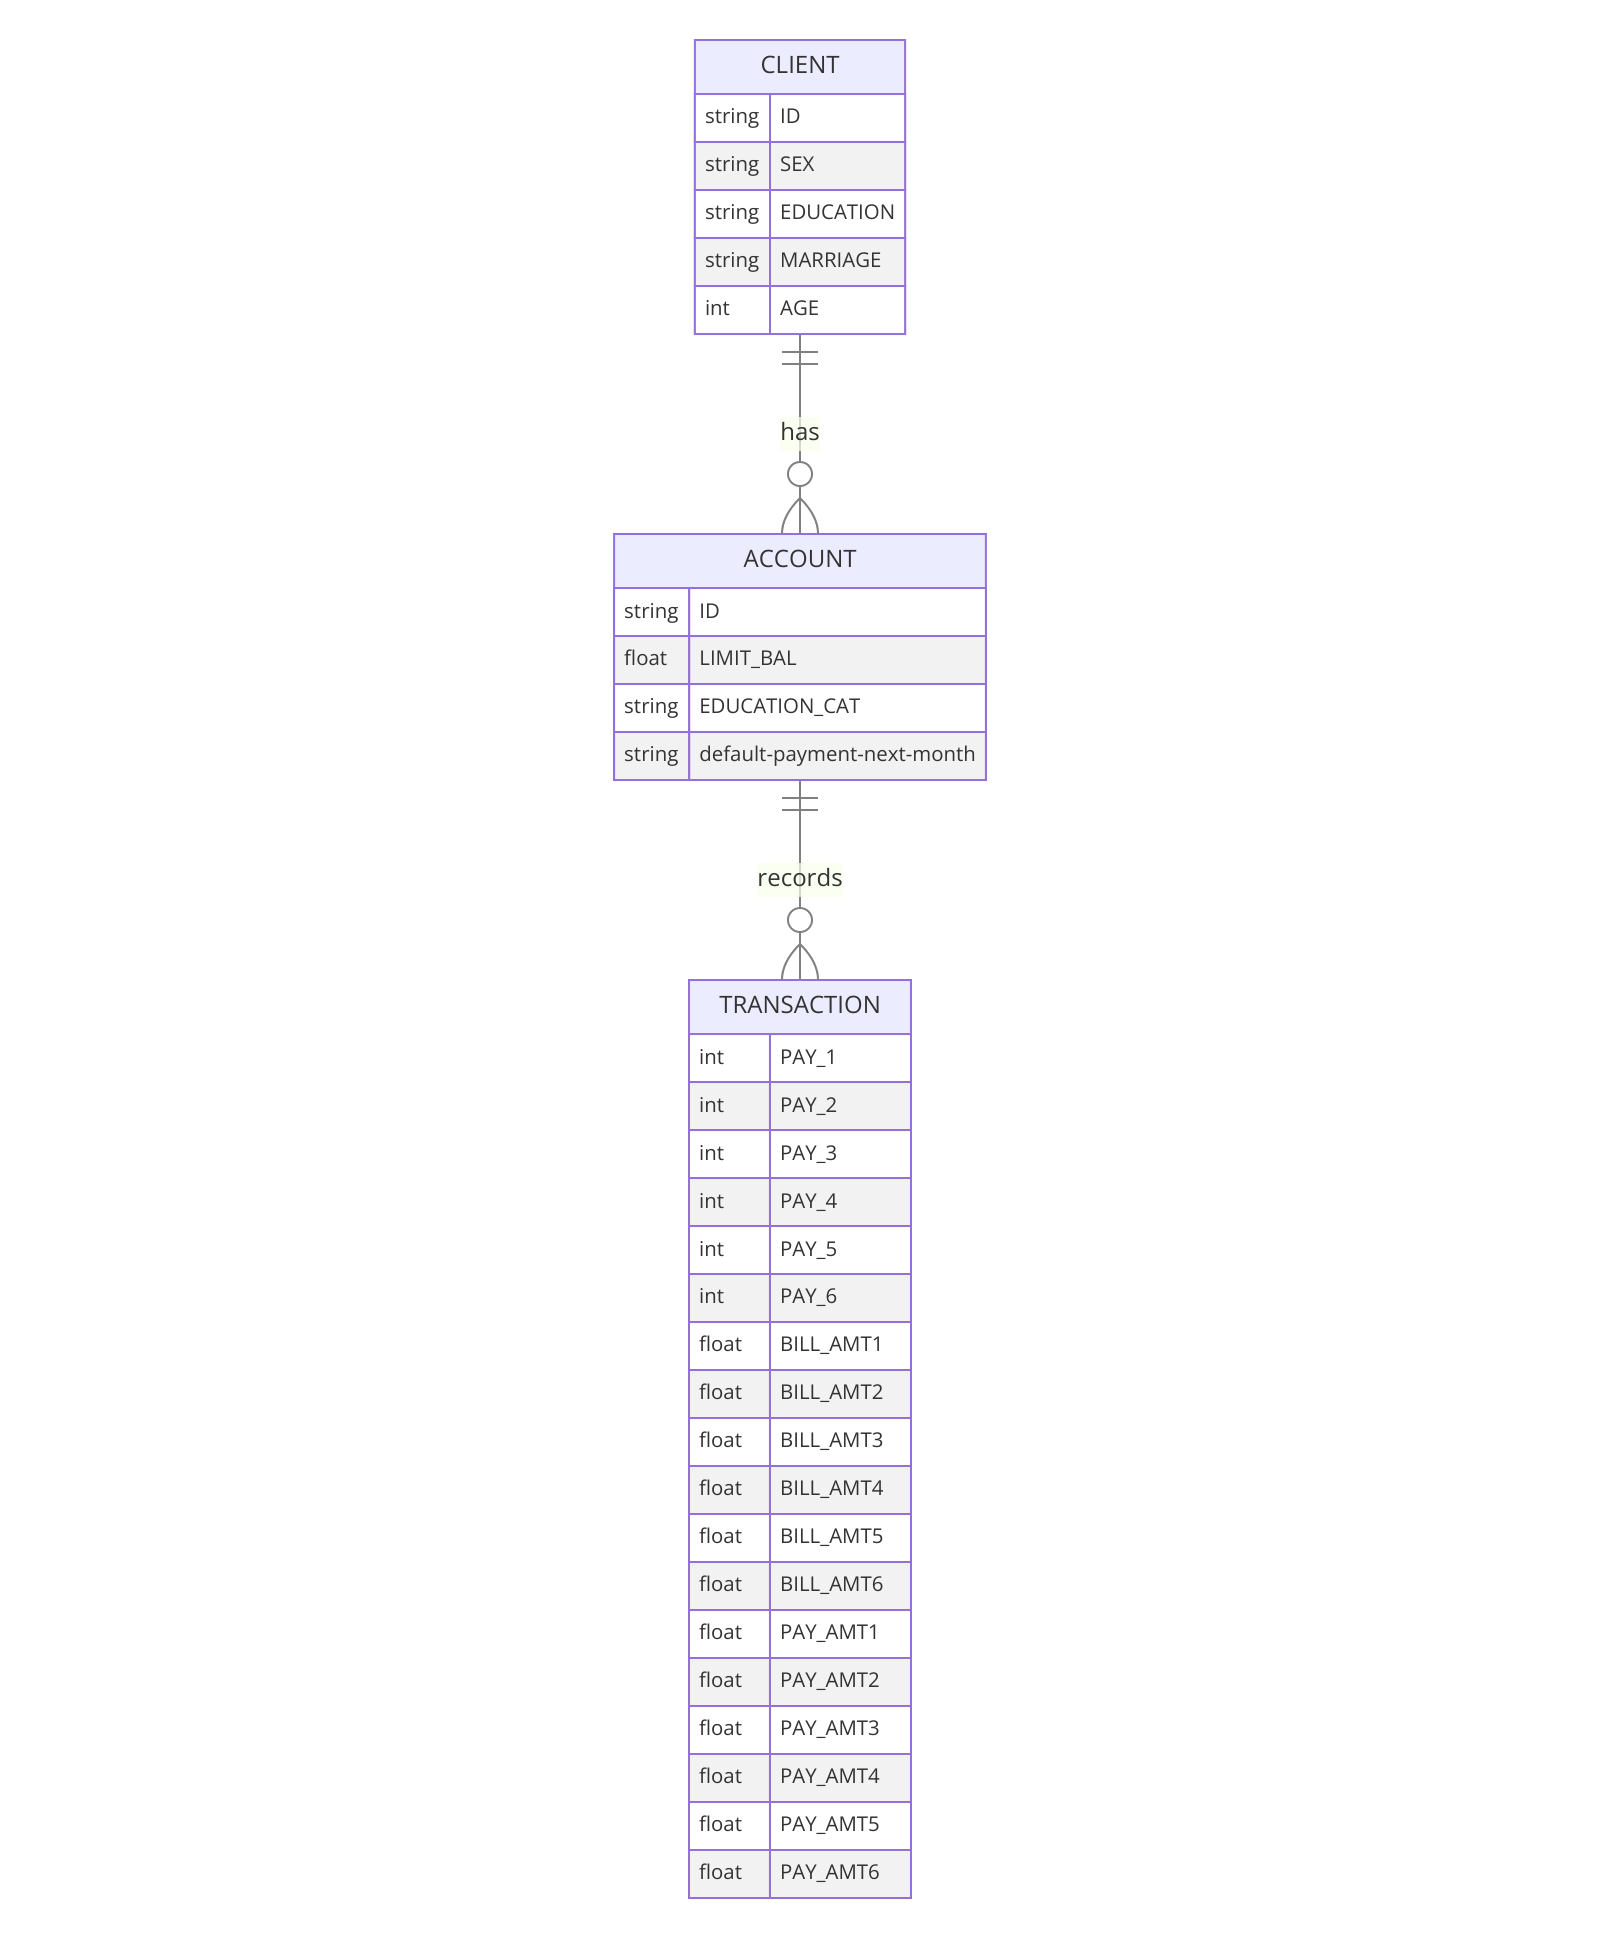 CLIENT
string ID
string SEX
string EDUCATION
string MARRIAGE
int AGE
has
ACCOUNT
string ID
float LIMIT_BAL
string EDUCATION_CAT
string default-payment-next-month
records
TRANSACTION
int PAY_1
int PAY_2
int PAY_3
int PAY_4
int PAY_5
int PAY_6
float BILL_AMT1
float BILL_AMT2
float BILL_AMT3
float BILL_AMT4
float BILL_AMT5
float BILL_AMT6
float PAY_AMT1
float PAY_AMT2
float PAY_AMT3
float PAY_AMT4
float PAY_AMT5
float PAY_AMT6